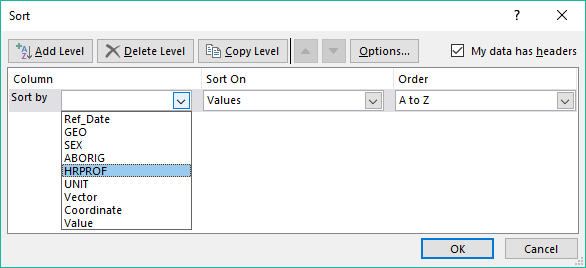 Sort
? ×
Add Level Delete Level Copy Level Options... My data has headers
Column Sort On Order
Sort by Values A to Z
Ref_Date
GEO
SEX
ABORIG
HRPROF
UNIT
Vector
Coordinate
Value
OK Cancel